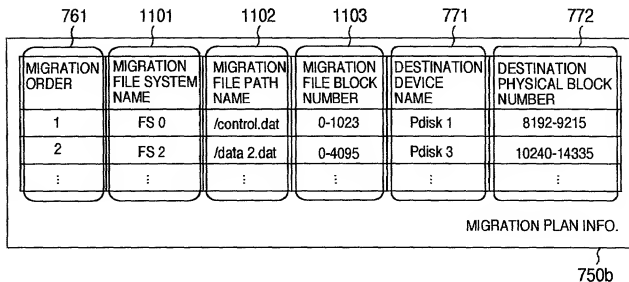 761 1101 1102 1103 771 772
MIGRATION ORDER MIGRATION FILE SYSTEM NAME MIGRATION FILE PATH NAME MIGRATION FILE BLOCK NUMBER DESTINATION DEVICE NAME DESTINATION PHYSICAL BLOCK NUMBER
1 FS 0 /control.dat 0-1023 Pdisk 1 8192-9215
2 FS 2 /data 2.dat 0-4095 Pdisk 3 10240-14335
⋮ ⋮ ⋮ ⋮ ⋮ ⋮
MIGRATION PLAN INFO.
750b